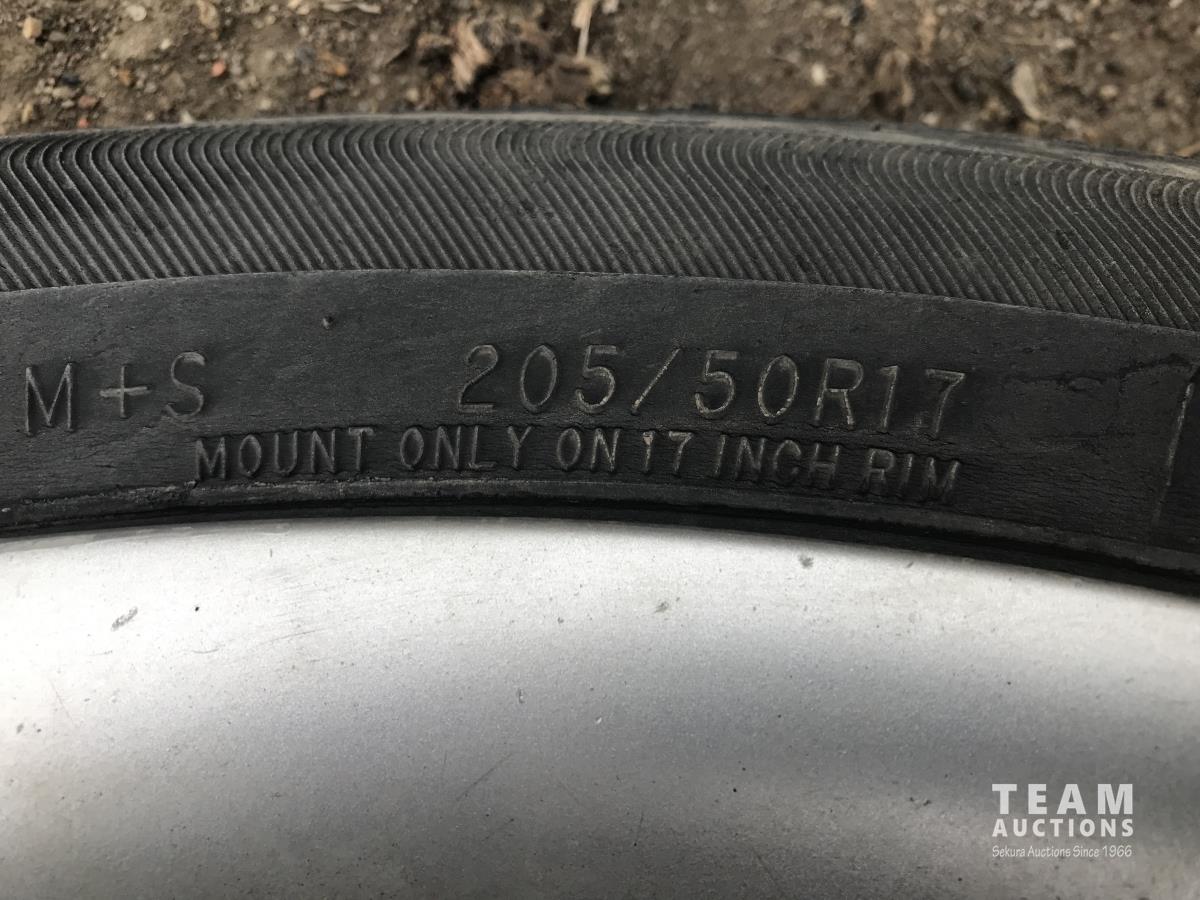 M+S 205/50R17
MOUNT ONLY ON 17 INCH RIM
TEAM
AUCTIONS
Sekura Auctions Since 1966